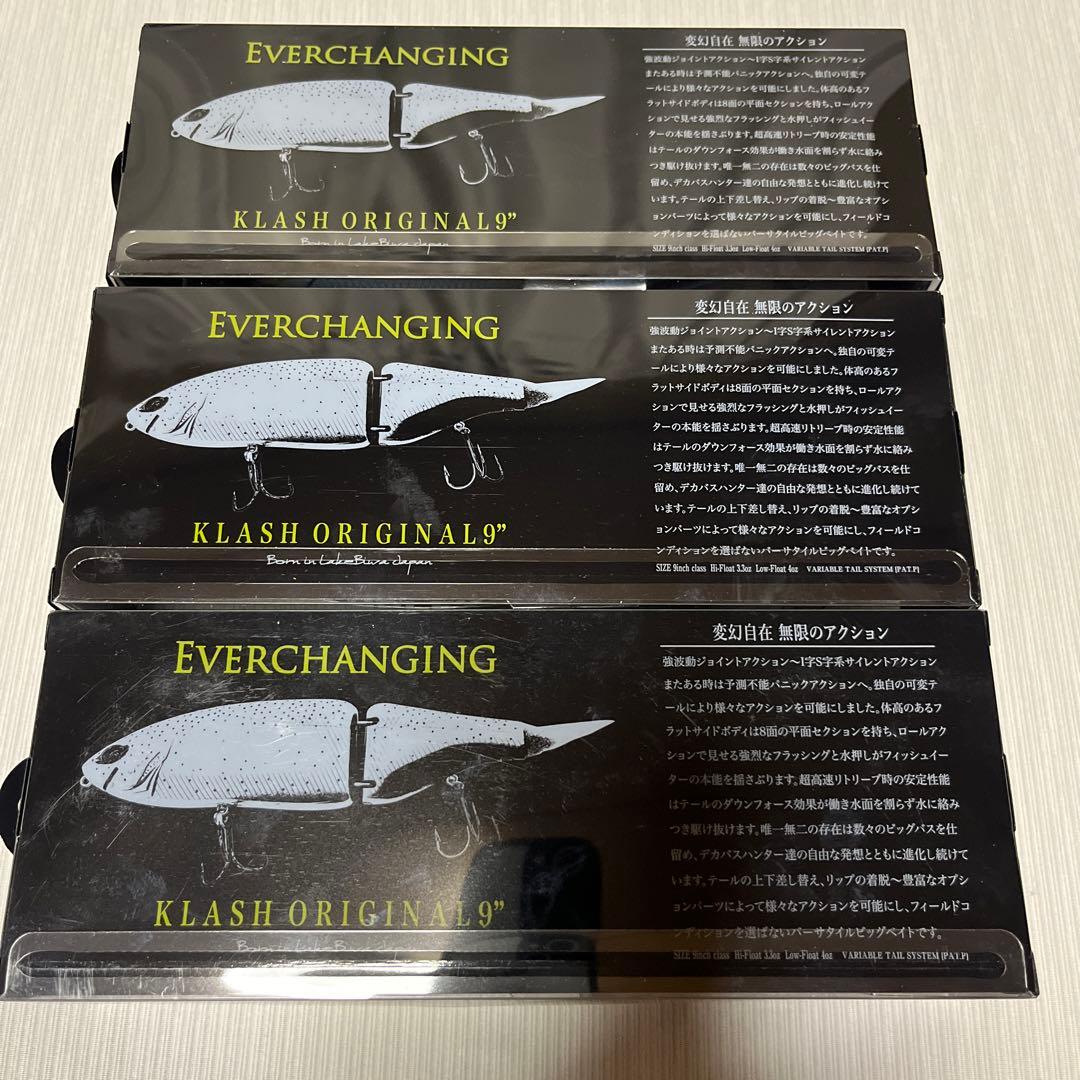 EVERCHANGING
KLASH ORIGINAL9”
Born in Lake Biwa Japan
変幻自在 無限のアクション
強波動ジョイントアクション〜1字S字系サイレントアクション
またある時は予測不能パニックアクションへ。独自の可変テ
ールにより様々なアクションを可能にしました。体高のあるフ
ラットサイドボディは8面の平面セクションを持ち、ロールアク
ションで見せる強烈なフラッシングと水押しがフィッシュイー
ターの本能を揺さぶります。超高速リトリーブ時の安定性能
はテールのダウンフォース効果が働き水面を割らず水に絡み
つき駆け抜けます。唯一無二の存在は数々のビッグバスを仕
留め、デカバスハンター達の自由な発想とともに進化し続けて
います。テールの上下差し替え、リップの着脱〜豊富なオプシ
ョンパーツによって様々なアクションを可能にし、フィールドコ
ンディションを選ばないバーサタイルビッグベイトです。
SIZE 9inch class Hi-Float 3.3oz Low-Float 4oz VARIABLE TAIL SYSTEM [PAT.P]
EVERCHANGING
KLASH ORIGINAL9”
Born in Lake Biwa Japan
変幻自在 無限のアクション
強波動ジョイントアクション〜1字S字系サイレントアクション
またある時は予測不能パニックアクションへ。独自の可変テ
ールにより様々なアクションを可能にしました。体高のあるフ
ラットサイドボディは8面の平面セクションを持ち、ロールアク
ションで見せる強烈なフラッシングと水押しがフィッシュイー
ターの本能を揺さぶります。超高速リトリーブ時の安定性能
はテールのダウンフォース効果が働き水面を割らず水に絡み
つき駆け抜けます。唯一無二の存在は数々のビッグバスを仕
留め、デカバスハンター達の自由な発想とともに進化し続けて
います。テールの上下差し替え、リップの着脱〜豊富なオプシ
ョンパーツによって様々なアクションを可能にし、フィールドコ
ンディションを選ばないバーサタイルビッグベイトです。
SIZE 9inch class Hi-Float 3.3oz Low-Float 4oz VARIABLE TAIL SYSTEM [PAT.P]
EVERCHANGING
KLASH ORIGINAL9”
Born in Lake Biwa Japan
変幻自在 無限のアクション
強波動ジョイントアクション〜1字S字系サイレントアクション
またある時は予測不能パニックアクションへ。独自の可変テ
ールにより様々なアクションを可能にしました。体高のあるフ
ラットサイドボディは8面の平面セクションを持ち、ロールアク
ションで見せる強烈なフラッシングと水押しがフィッシュイー
ターの本能を揺さぶります。超高速リトリーブ時の安定性能
はテールのダウンフォース効果が働き水面を割らず水に絡み
つき駆け抜けます。唯一無二の存在は数々のビッグバスを仕
留め、デカバスハンター達の自由な発想とともに進化し続けて
います。テールの上下差し替え、リップの着脱〜豊富なオプシ
ョンパーツによって様々なアクションを可能にし、フィールドコ
ンディションを選ばないバーサタイルビッグベイトです。
SIZE 9inch class Hi-Float 3.3oz Low-Float 4oz VARIABLE TAIL SYSTEM [PAT.P]